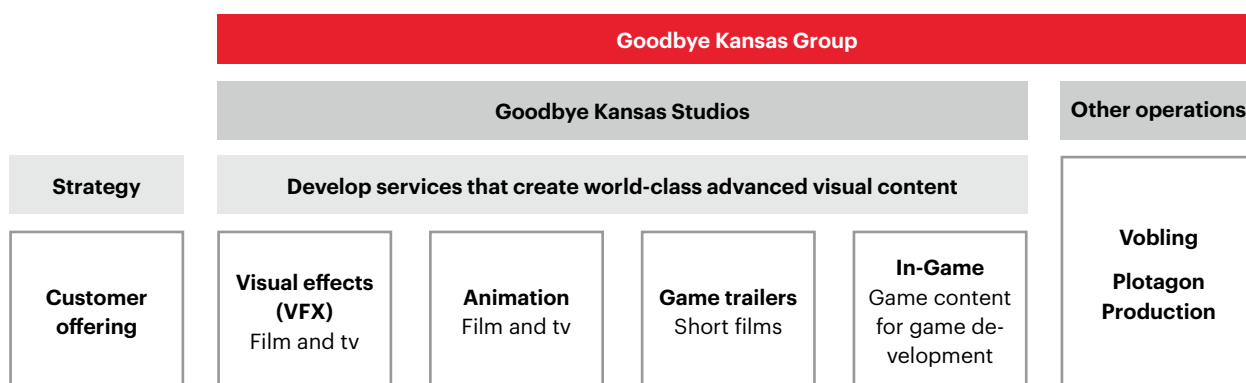 Goodbye Kansas Group
Goodbye Kansas Studios
Other operations
Strategy
Develop services that create world-class advanced visual content
Customer
offering
Visual effects
(VFX)
Film and tv
Animation
Film and tv
Game trailers
Short films
In-Game
Game content
for game de-
velopment
Vobling
Plotagon
Production